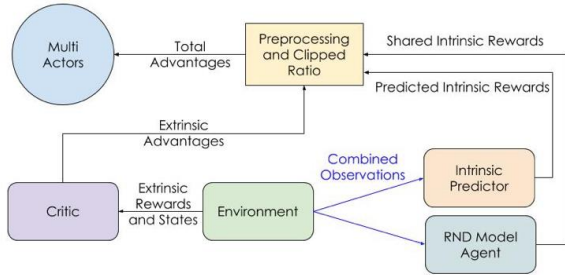 Multi
Actors
Total
Advantages
Preprocessing
and Clipped
Ratio
Shared Intrinsic Rewards
Predicted Intrinsic Rewards
Extrinsic
Advantages
Combined
Observations
Critic
Extrinsic
Rewards
and States
Environment
Intrinsic
Predictor
RND Model
Agent